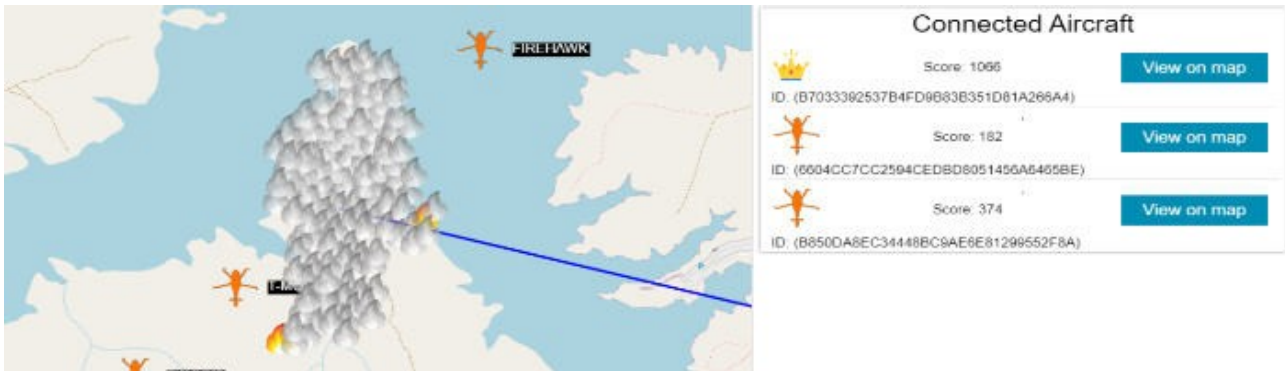 FIREHAWK
Connected Aircraft
Score: 1066
View on map
ID: (B7033392537B4FD9B83B351D81A266A4)
Score: 182
View on map
ID: (6604CC7CC2594CEDBD8051456A6465BE)
Score: 374
View on map
ID: (B850DA8EC34448BC9AE6E81299552F8A)